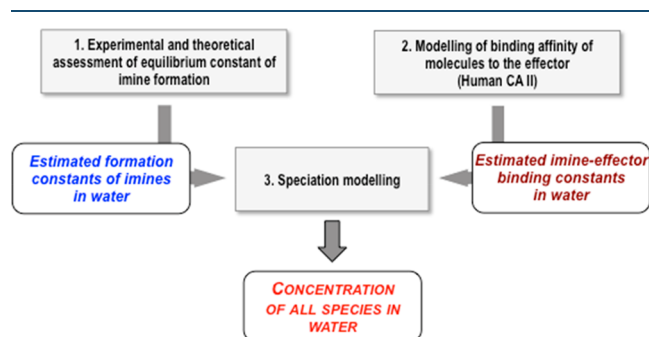 1. Experimental and theoretical
assessment of equilibrium constant of
imine formation
2. Modelling of binding affinity of
molecules to the effector
(Human CA II)
Estimated formation
constants of imines
in water
3. Speciation modelling
Estimated imine-effector
binding constants
in water
CONCENTRATION
OF ALL SPECIES IN
WATER